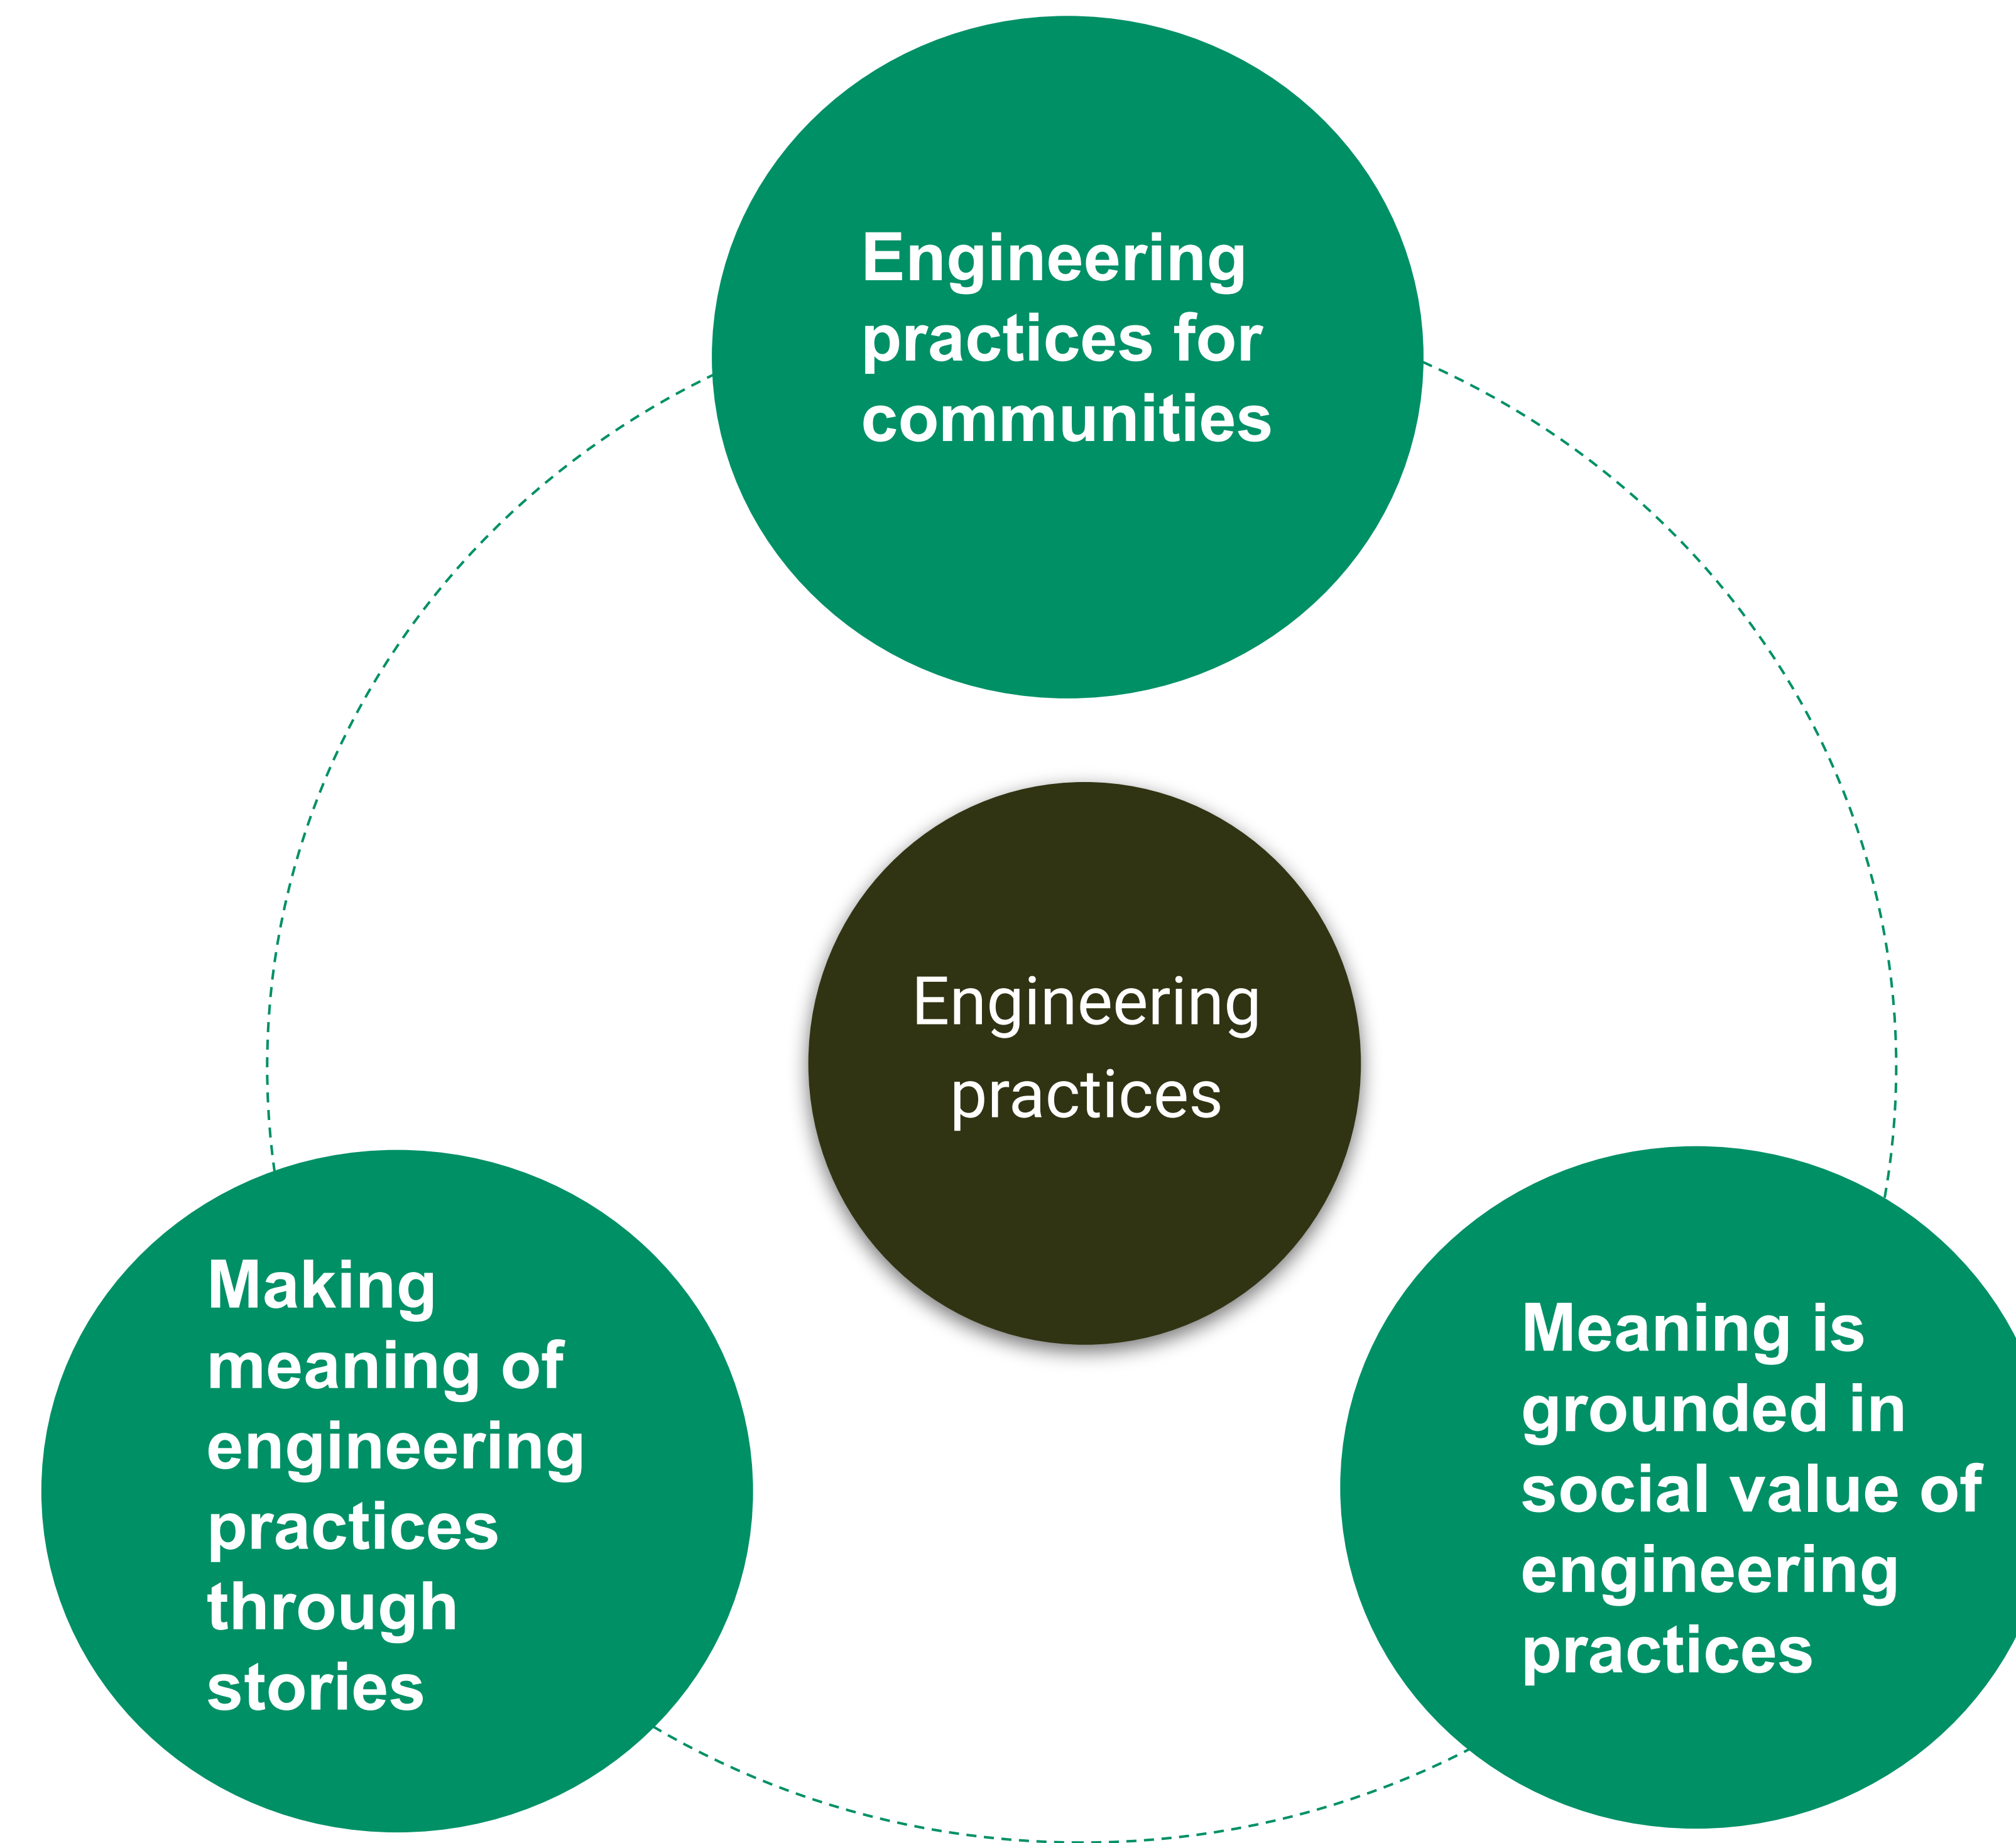 Engineering
practices for
communities
Engineering
practices
Making
meaning of
engineering
practices
through
stories
Meaning is
grounded in
social value of
engineering
practices